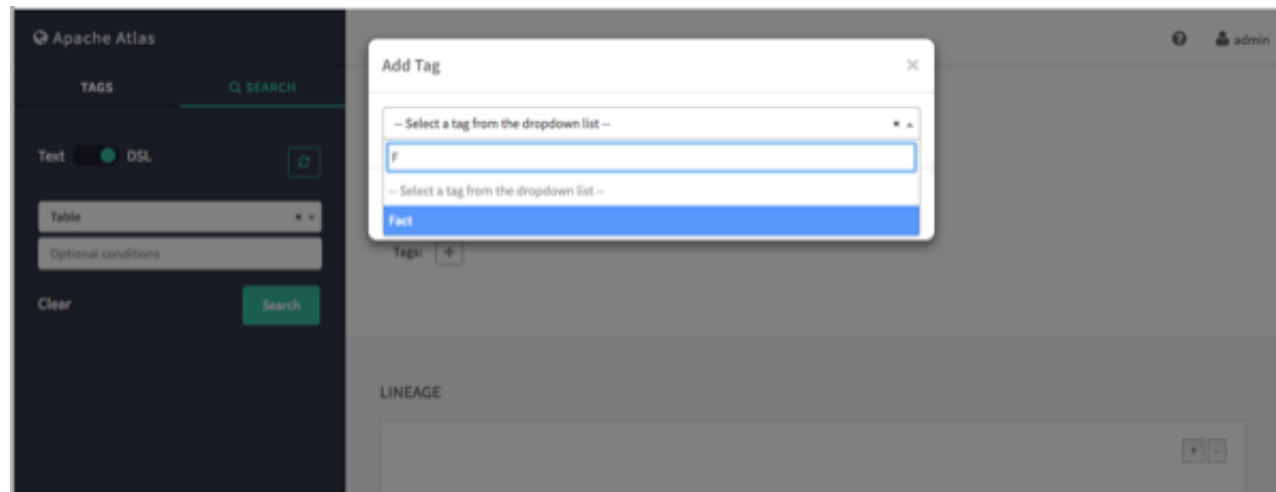 Apache Atlas
admin
TAGS
SEARCH
Text DSL
Table
Optional conditions
Clear
Search
Add Tag
-- Select a tag from the dropdown list --
F
-- Select a tag from the dropdown list --
Fact
Tags:
LINEAGE
+ -